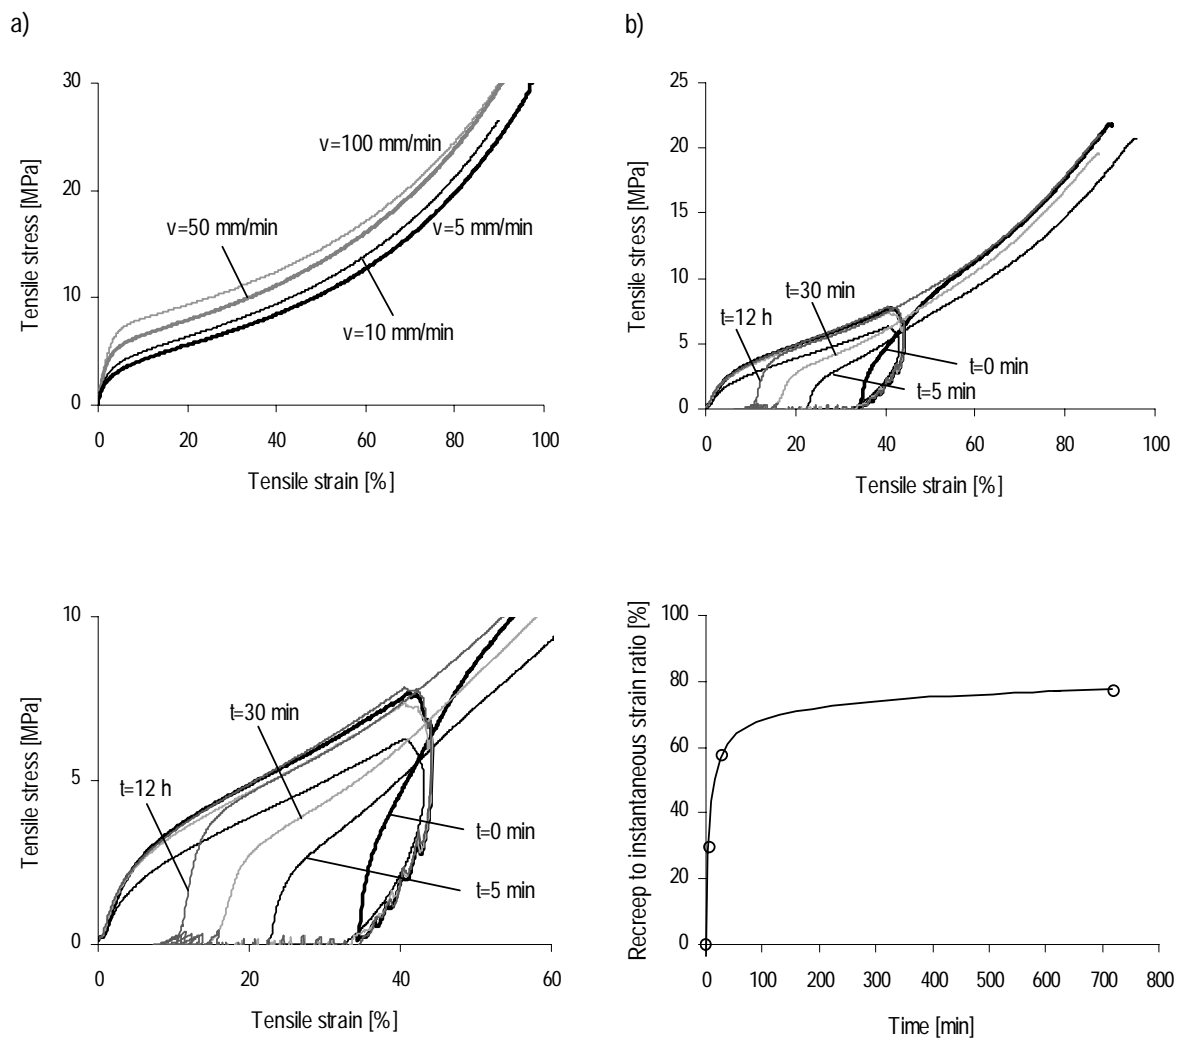 a)
30
20
10
0
0 20 40 60 80 100
Tensile stress [MPa]
Tensile strain [%]
v=100 mm/min
v=50 mm/min
v=5 mm/min
v=10 mm/min
b)
25
20
15
10
5
0
0 20 40 60 80 100
Tensile stress [MPa]
Tensile strain [%]
t=30 min
t=12 h
t=0 min
t=5 min
10
5
0
0 20 40 60
Tensile stress [MPa]
Tensile strain [%]
t=30 min
t=12 h
t=0 min
t=5 min
100
80
60
40
20
0
0 100 200 300 400 500 600 700 800
Recreep to instantaneous strain ratio [%]
Time [min]